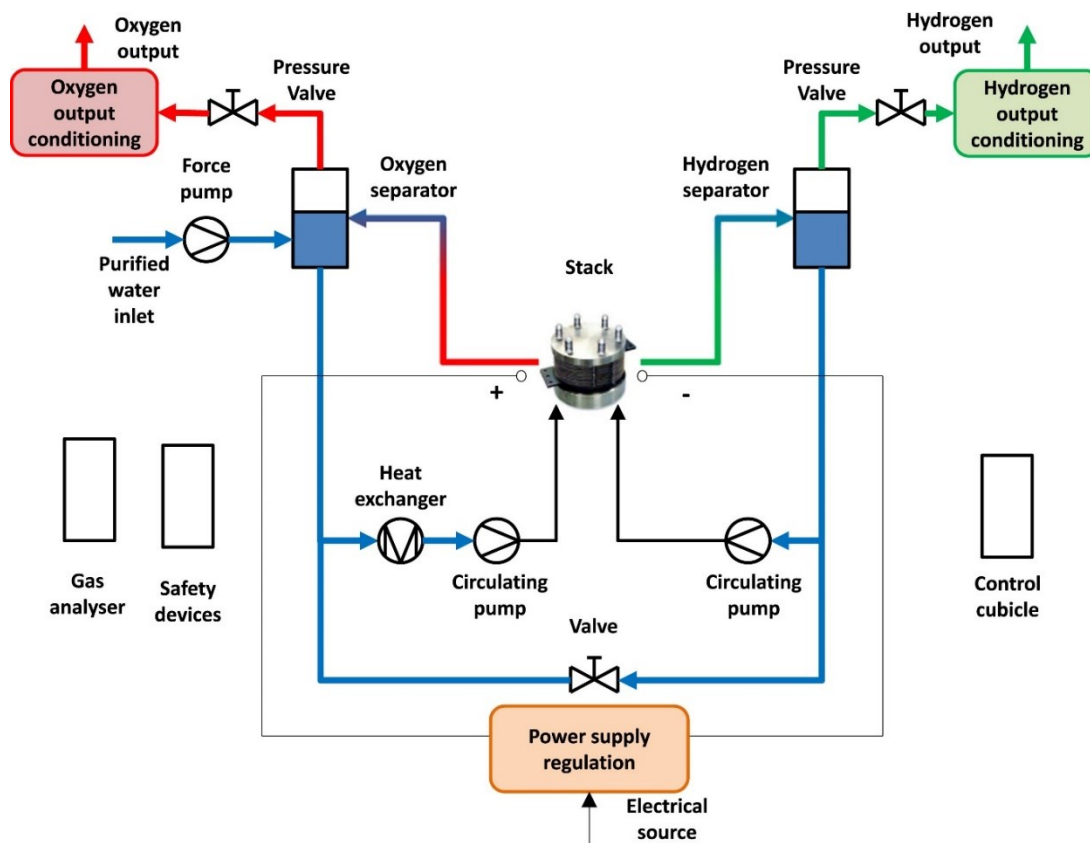 Oxygen
output
Hydrogen
output
Oxygen
output
conditioning
Pressure
Valve
Pressure
Valve
Hydrogen
output
conditioning
Force
pump
Oxygen
separator
Hydrogen
separator
Purified
water
inlet
Stack
+
-
Heat
exchanger
Gas
analyser
Safety
devices
Circulating
pump
Circulating
pump
Control
cubicle
Valve
Power supply
regulation
Electrical
source